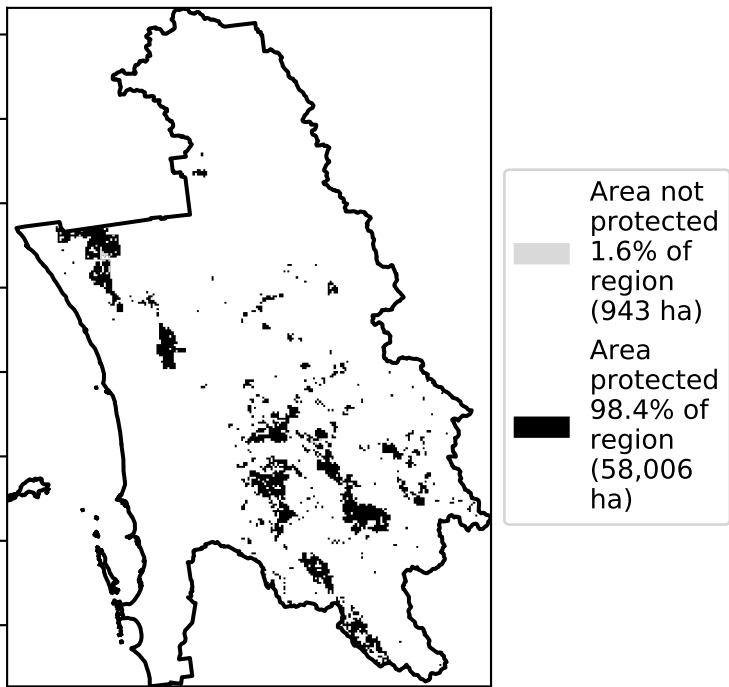 Area not
protected
1.6% of
region
(943 ha)
Area
protected
98.4% of
region
(58,006
ha)